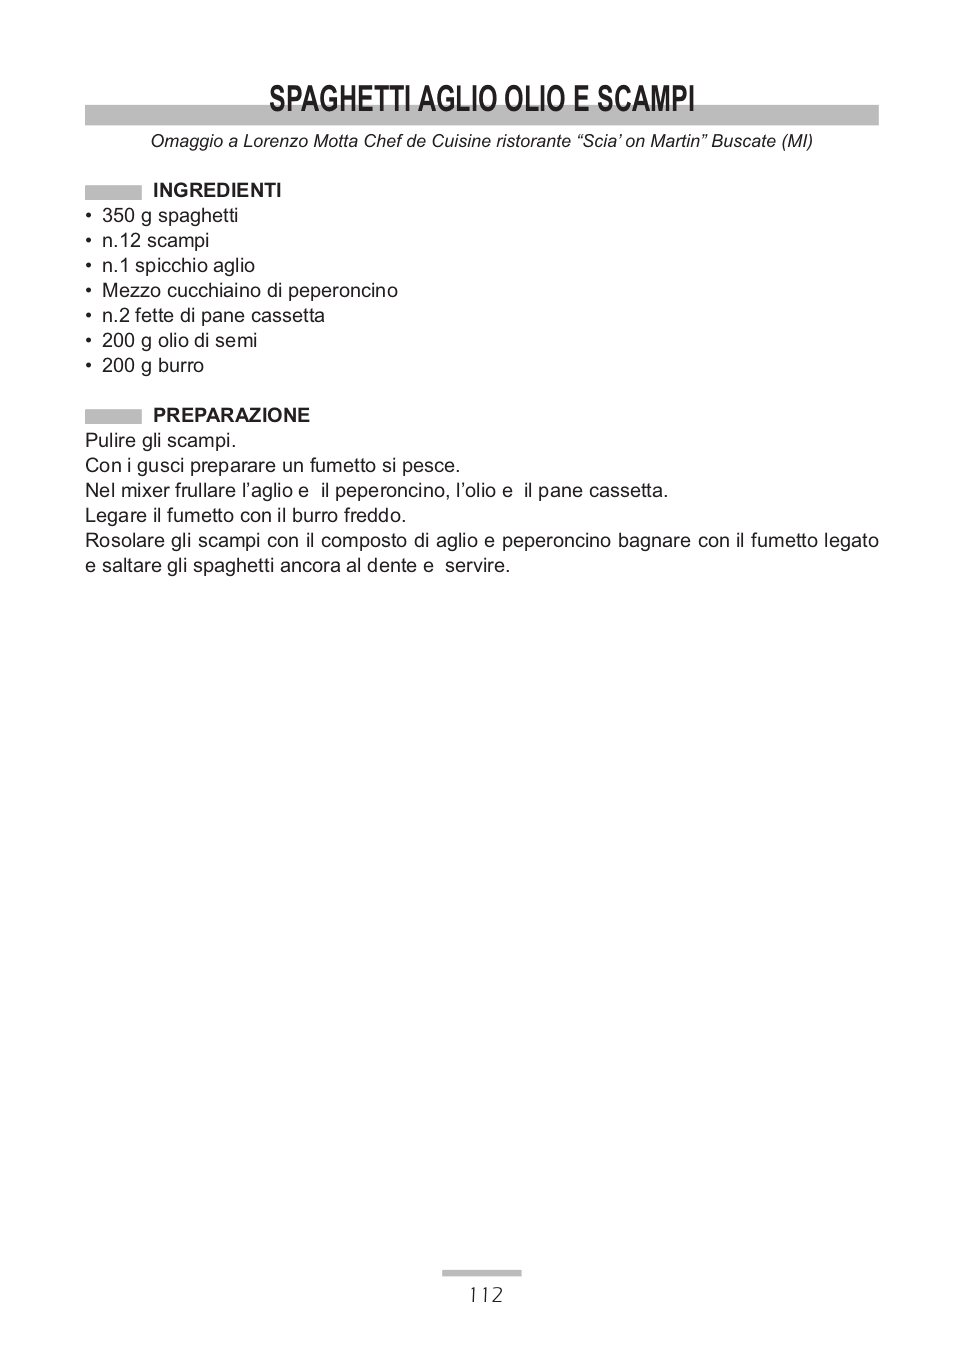 SPAGHETTI AGLIO OLIO E SCAMPI
Omaggio a Lorenzo Motta Chef de Cuisine ristorante “Scia’ on Martin” Buscate (MI)
INGREDIENTI
• 350 g spaghetti
• n.12 scampi
• n.1 spicchio aglio
• Mezzo cucchiaino di peperoncino
• n.2 fette di pane cassetta
• 200 g olio di semi
• 200 g burro
PREPARAZIONE
Pulire gli scampi.
Con i gusci preparare un fumetto si pesce.
Nel mixer frullare l’aglio e  il peperoncino, l’olio e  il pane cassetta.
Legare il fumetto con il burro freddo.
Rosolare gli scampi con il composto di aglio e peperoncino bagnare con il fumetto legato
e saltare gli spaghetti ancora al dente e  servire.
112